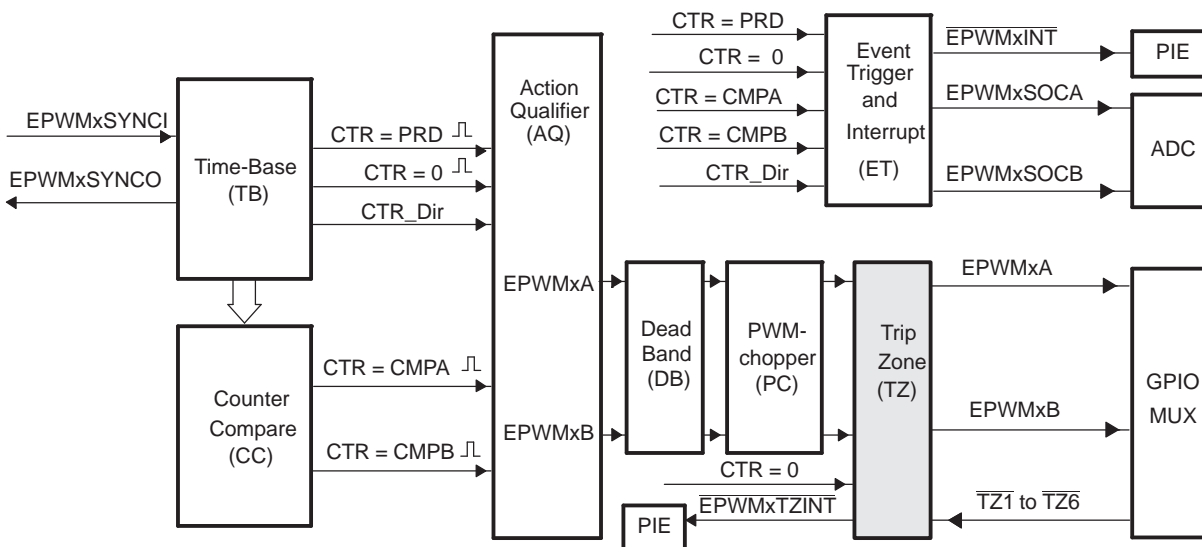 EPWMxSYNCI
EPWMxSYNCO
Time-Base
(TB)
CTR = PRD
CTR = 0
CTR_Dir
Counter
Compare
(CC)
CTR = CMPA
CTR = CMPB
Action
Qualifier
(AQ)
EPWMxA
EPWMxB
CTR = PRD
CTR = 0
CTR = CMPA
CTR = CMPB
CTR_Dir
Event
Trigger
and
Interrupt
(ET)
EPWMxINT
EPWMxSOCA
EPWMxSOCB
PIE
ADC
Dead
Band
(DB)
PWM-
chopper
(PC)
Trip
Zone
(TZ)
EPWMxA
EPWMxB
GPIO
MUX
CTR = 0
EPWMxTZINT
PIE
TZ1 to TZ6